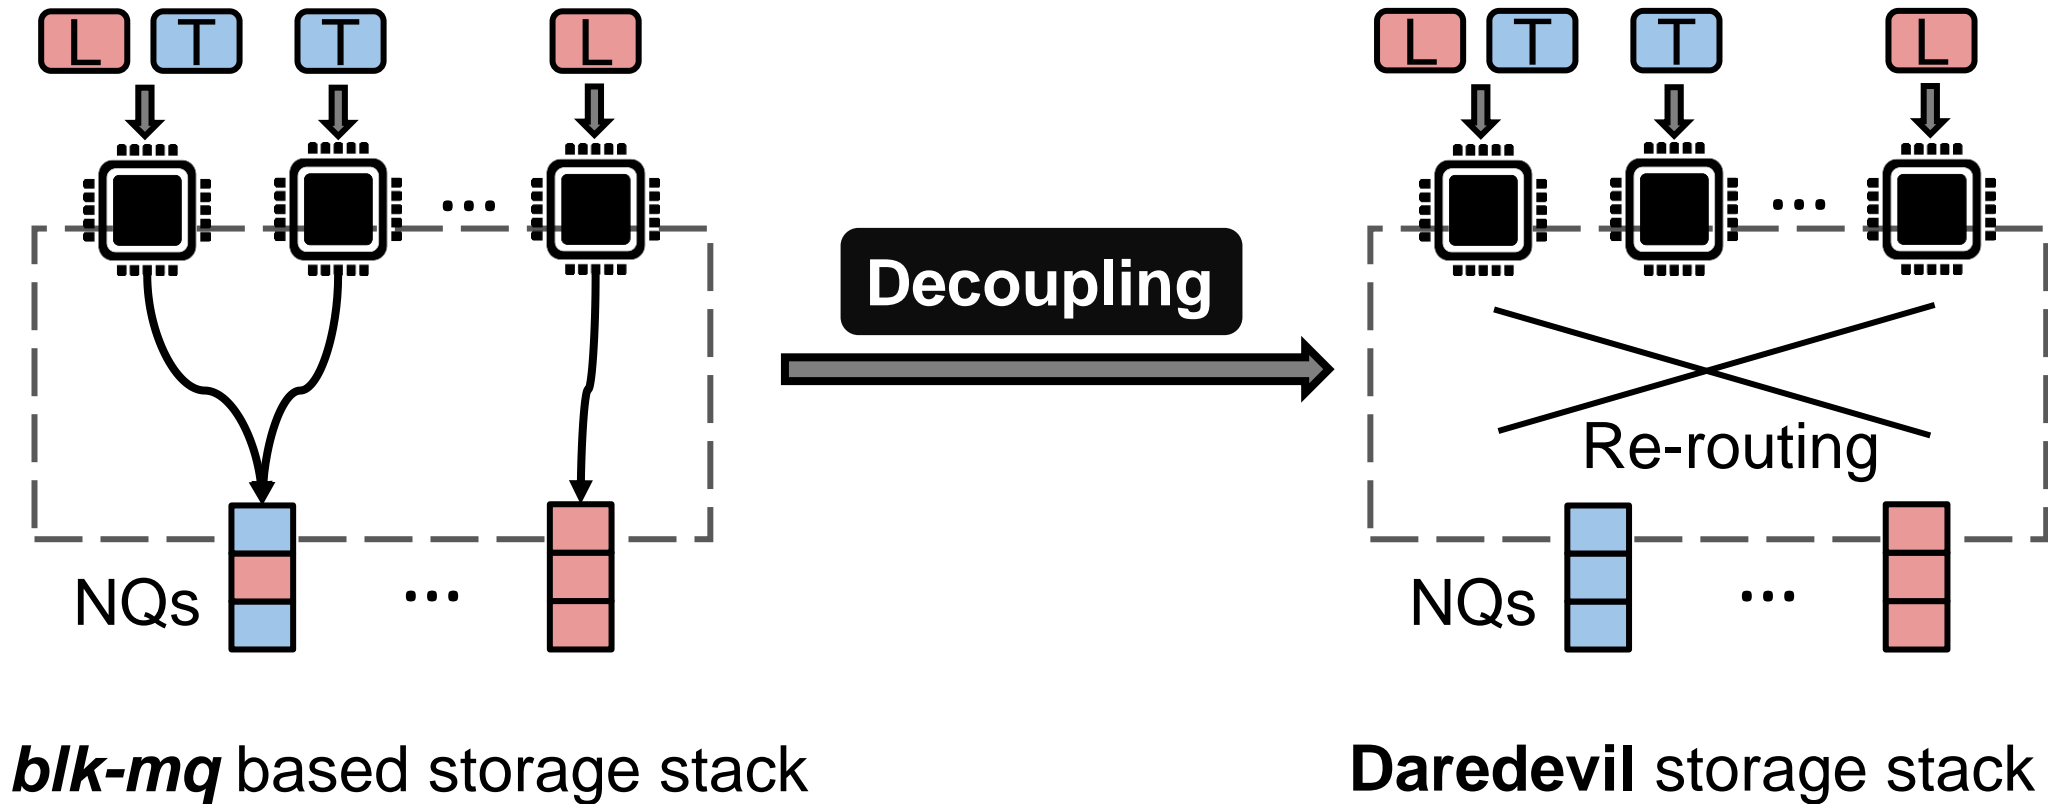 L T T L
L T T L
...
...
Decoupling
Re-routing
NQs ...
NQs ...
blk-mq based storage stack
Daredevil storage stack